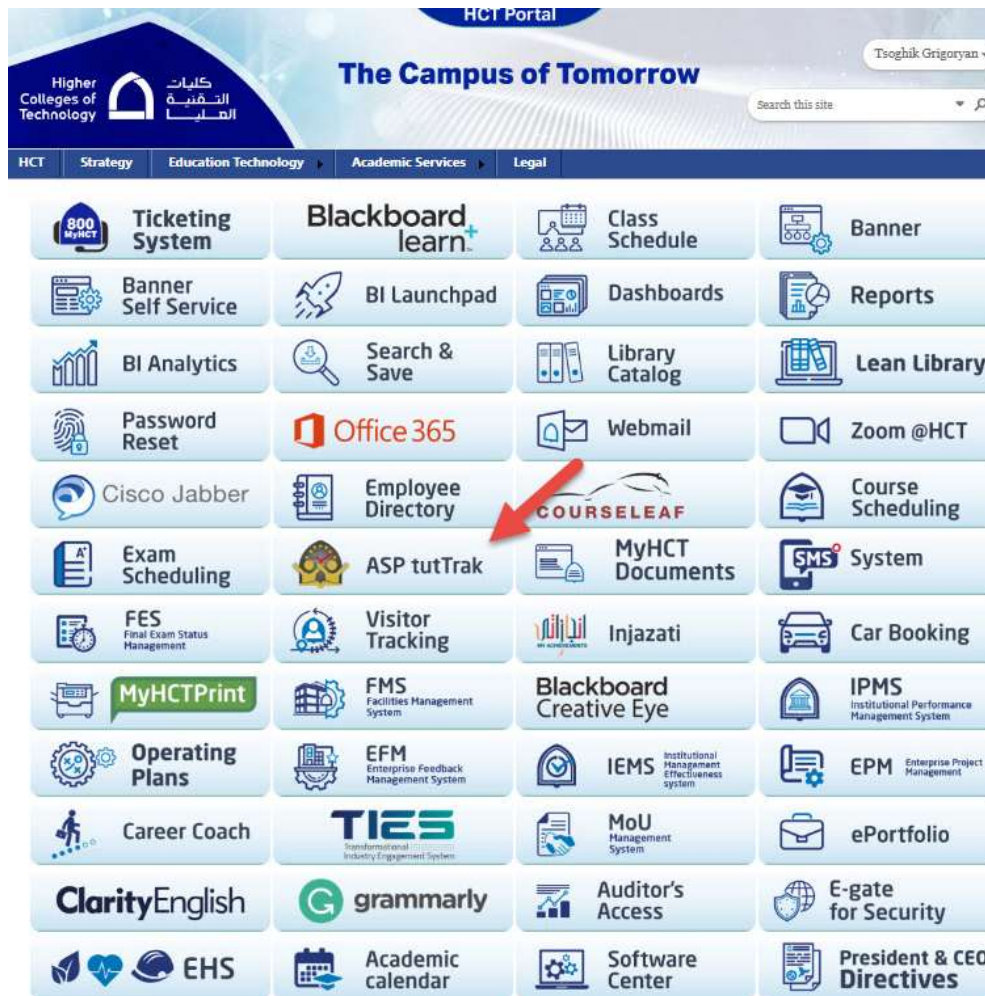 HCT Portal
Higher
Colleges of
Technology
كليات
التقنية
العليا
The Campus of Tomorrow
Tsoghik Grigoryan
Search this site
HCT Strategy Education Technology Academic Services Legal
800
MyHCT
Ticketing
System
Blackboard
learn+
Class
Schedule
Banner
Banner
Self Service
BI Launchpad
Dashboards
Reports
BI Analytics
Search &
Save
Library
Catalog
Lean Library
Password
Reset
Office 365
Webmail
Zoom @HCT
Cisco Jabber
Employee
Directory
COURSELEAF
Course
Scheduling
Exam
Scheduling
ASP tutTrak
MyHCT
Documents
SMS
System
FES
Final Exam Status
Management
Visitor
Tracking
إنجازاتي
MY ACHIEVEMENTS
Injazati
Car Booking
MyHCTPrint
FMS
Facilities Management
System
Blackboard
Creative Eye
IPMS
Institutional Performance
Management System
Operating
Plans
EFM
Enterprise Feedback
Management System
IEMS
Institutional
Management
Effectiveness
system
EPM
Enterprise Project
Management
Career Coach
TIES
Transformational
Industry Engagement System
MoU
Management
System
ePortfolio
ClarityEnglish
grammarly
Auditor's
Access
E-gate
for Security
EHS
Academic
calendar
Software
Center
President & CEO
Directives